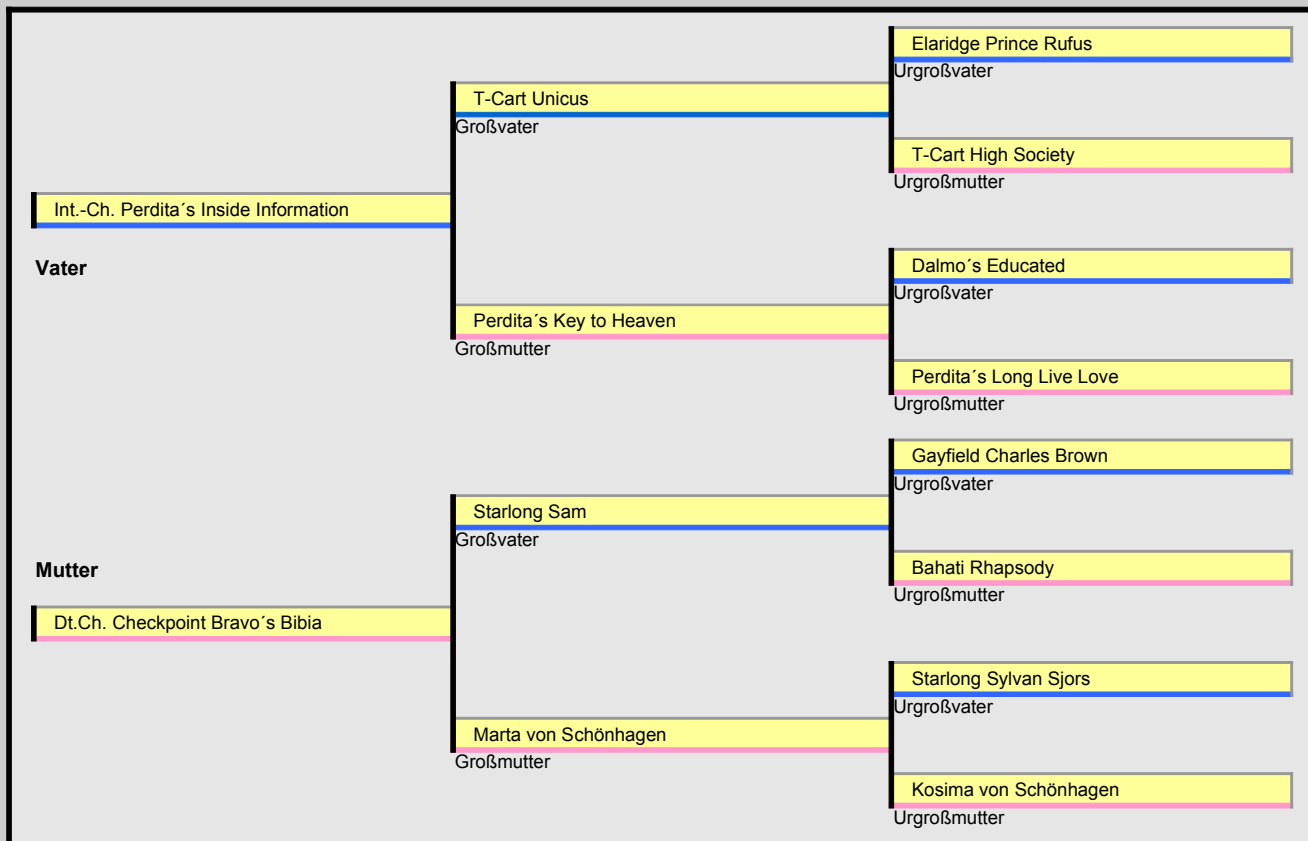 Elaridge Prince Rufus
Urgroßvater
T-Cart Unicus
Großvater
T-Cart High Society
Urgroßmutter
Int.-Ch. Perdita´s Inside Information
Vater
Dalmo´s Educated
Urgroßvater
Perdita´s Key to Heaven
Großmutter
Perdita´s Long Live Love
Urgroßmutter
Gayfield Charles Brown
Urgroßvater
Starlong Sam
Großvater
Bahati Rhapsody
Urgroßmutter
Mutter
Dt.Ch. Checkpoint Bravo´s Bibia
Starlong Sylvan Sjors
Urgroßvater
Marta von Schönhagen
Großmutter
Kosima von Schönhagen
Urgroßmutter